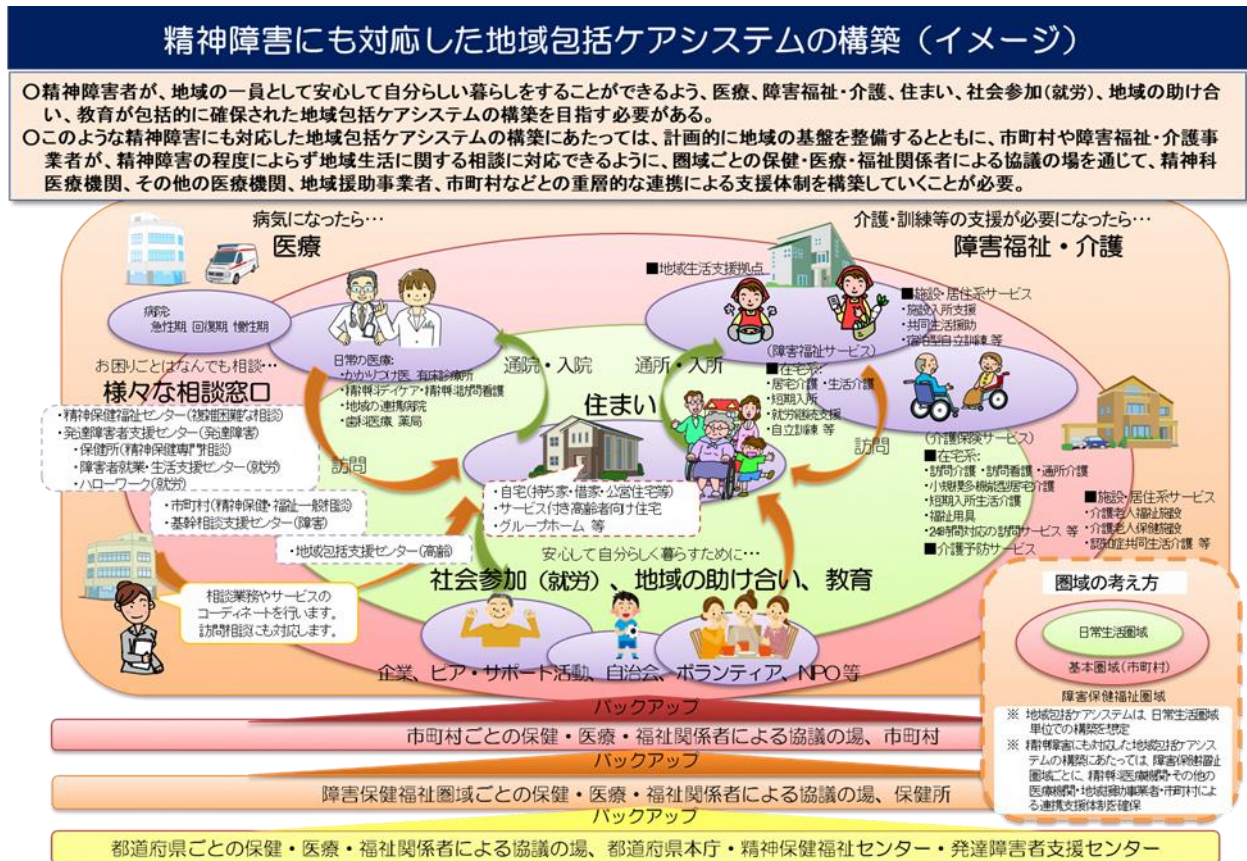 精神障害にも対応した地域包括ケアシステムの構築（イメージ）
○精神障害者が、地域の一員として安心して自分らしい暮らしをすることができるよう、医療、障害福祉・介護、住まい、社会参加（就労）、地域の助け合
い、教育が包括的に確保された地域包括ケアシステムの構築を目指す必要がある。
○このような精神障害にも対応した地域包括ケアシステムの構築にあたっては、計画的に地域の基盤を整備するとともに、市町村や障害福祉・介護事
業者が、精神障害の程度によらず地域生活に関する相談に対応できるように、圏域ごとの保健・医療・福祉関係者による協議の場を通じて、精神科
医療機関、その他の医療機関、地域援助事業者、市町村などとの重層的な連携による支援体制を構築していくことが必要。
病気になったら…
医療
病院:
急性期 回復期 慢性期
日常の医療:
・かかりつけ医 有床診療所
・精神科デイケア・精神科訪問看護
・地域の連携病院
・歯科医療 薬局
通院・入院
訪問
介護・訓練等の支援が必要になったら…
障害福祉・介護
■地域生活支援拠点
■施設・居住系サービス
・施設入所支援
・共同生活援助
・宿泊型自立訓練 等
(障害福祉サービス)
■在宅系:
・居宅介護 ・生活介護
・短期入所
・就労継続支援
・自立訓練 等
通所・入所
訪問
(介護保険サービス)
■在宅系:
・訪問介護 ・訪問看護 ・通所介護
・小規模多機能型居宅介護
・短期入所生活介護
・福祉用具
・24時間対応の訪問サービス 等
■介護予防サービス
■施設・居住系サービス
・介護老人福祉施設
・介護老人保健施設
・認知症共同生活介護 等
お困りごとはなんでも相談…
様々な相談窓口
・精神保健福祉センター(複雑困難な相談)
・発達障害者支援センター(発達障害)
・保健所(精神保健専門相談)
・障害者就業・生活支援センター(就労)
・ハローワーク(就労)
・市町村(精神保健・福祉一般相談)
・基幹相談支援センター(障害)
・地域包括支援センター(高齢)
相談業務やサービスの
コーディネートを行います。
訪問相談にも対応します。
住まい
・自宅(持ち家・借家・公営住宅等)
・サービス付き高齢者向け住宅
・グループホーム 等
安心して自分らしく暮らすために…
社会参加（就労）、地域の助け合い、教育
企業、ピア・サポート活動、自治会、ボランティア、NPO等
圏域の考え方
日常生活圏域
基本圏域(市町村)
障害保健福祉圏域
※ 地域包括ケアシステムは、日常生活圏域
単位での構築を想定
※ 精神障害にも対応した地域包括ケアシス
テムの構築にあたっては、障害保健福祉
圏域ごとに、精神科医療機関・その他の
医療機関・地域援助事業者・市町村によ
る連携支援体制を確保
バックアップ
市町村ごとの保健・医療・福祉関係者による協議の場、市町村
バックアップ
障害保健福祉圏域ごとの保健・医療・福祉関係者による協議の場、保健所
バックアップ
都道府県ごとの保健・医療・福祉関係者による協議の場、都道府県本庁・精神保健福祉センター・発達障害者支援センター